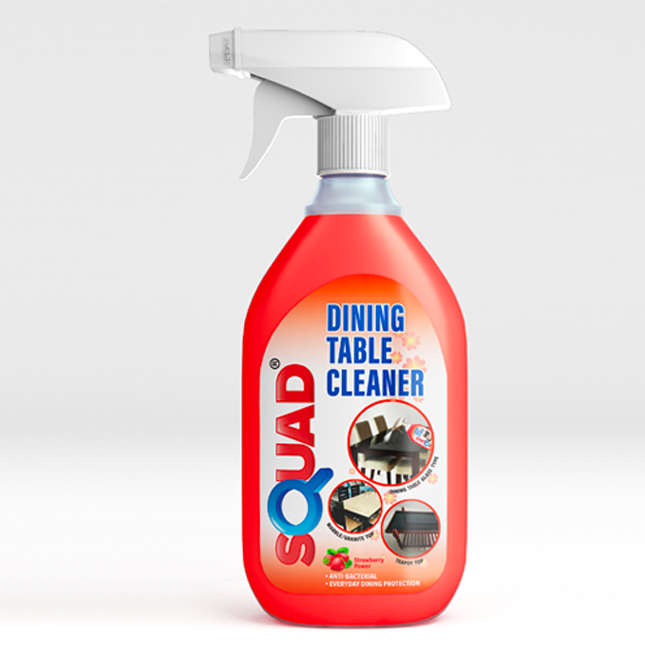 DINING
TABLE
CLEANER
SQUAD®
DINING TABLE GLASS TYPE
MARBLE/GRANITE TOP
TEAPOY TOP
Strawberry
Power
• ANTI-BACTERIAL
• EVERYDAY DINING PROTECTION